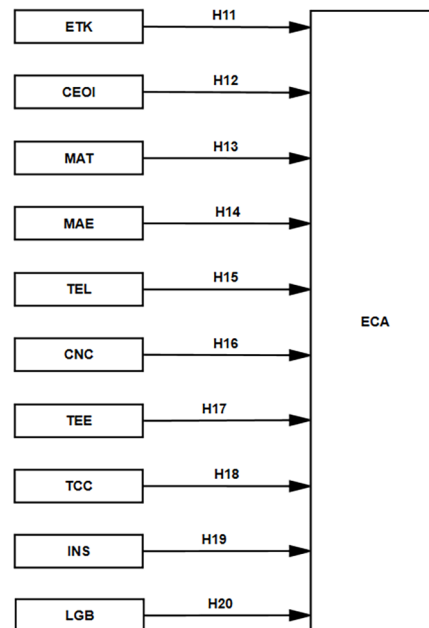 H11
ETK
H12
CEOI
H13
MAT
H14
MAE
H15
TEL
ECA
H16
CNC
H17
TEE
H18
TCC
H19
INS
H20
LGB